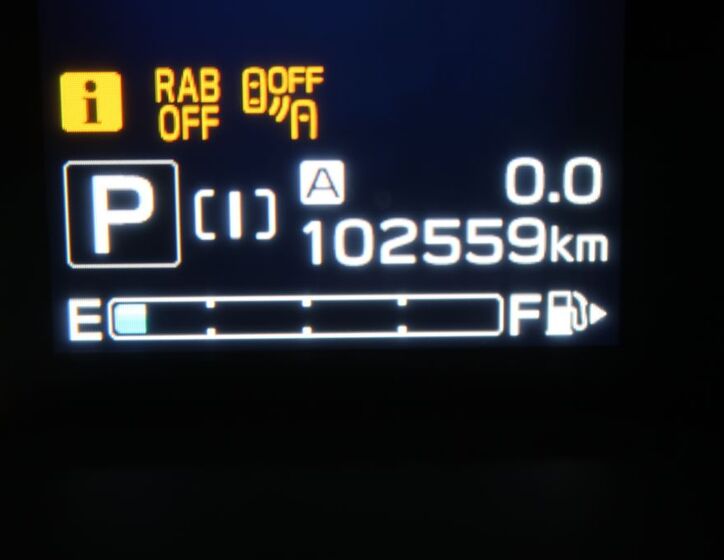 i RAB OFF
OFF A
P [I] A 0.0
102559km
E F